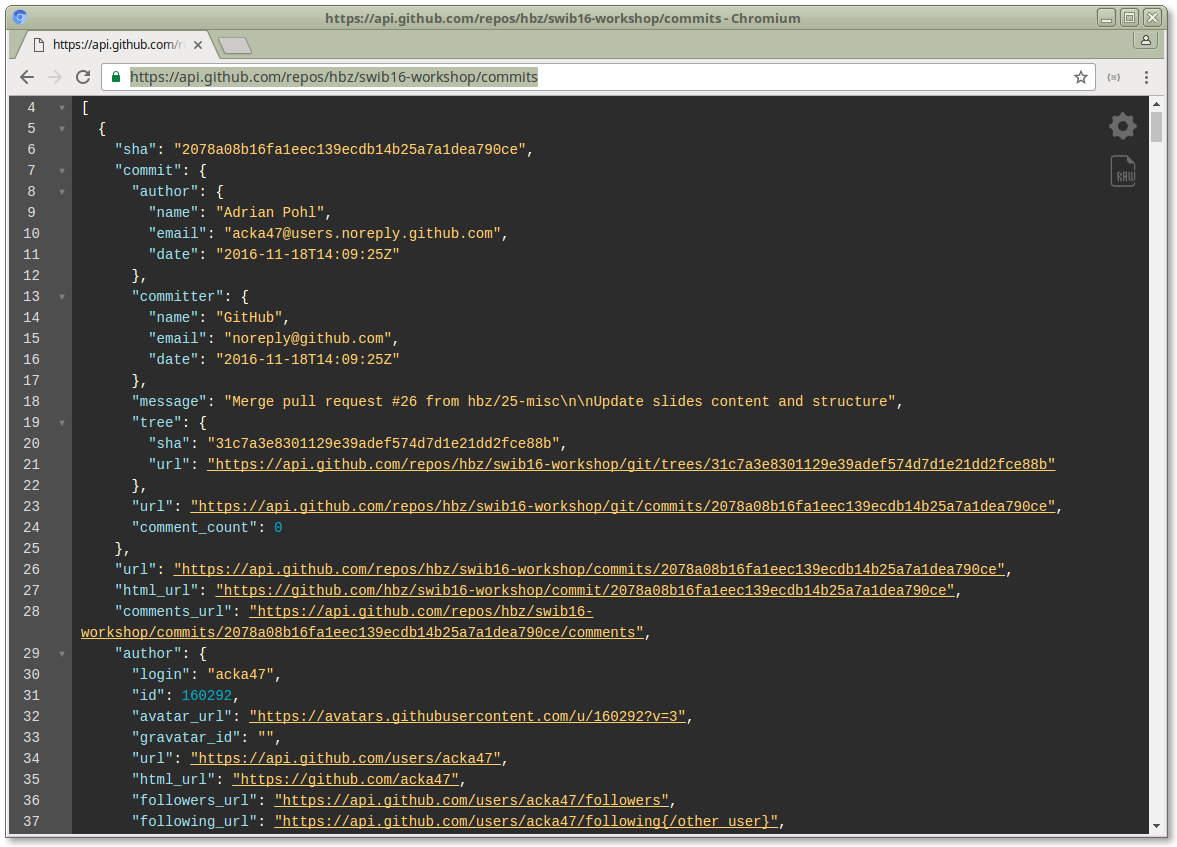 https://api.github.com/repos/hbz/swib16-workshop/commits - Chromium
https://api.github.com/r
https://api.github.com/repos/hbz/swib16-workshop/commits
RAW
4 [
5 {
6 "sha": "2078a08b16fa1eec139ecdb14b25a7a1dea790ce",
7 "commit": {
8 "author": {
9 "name": "Adrian Pohl",
10 "email": "acka47@users.noreply.github.com",
11 "date": "2016-11-18T14:09:25Z"
12 },
13 "committer": {
14 "name": "GitHub",
15 "email": "noreply@github.com",
16 "date": "2016-11-18T14:09:25Z"
17 },
18 "message": "Merge pull request #26 from hbz/25-misc\n\nUpdate slides content and structure",
19 "tree": {
20 "sha": "31c7a3e8301129e39adef574d7d1e21dd2fce88b",
21 "url": "https://api.github.com/repos/hbz/swib16-workshop/git/trees/31c7a3e8301129e39adef574d7d1e21dd2fce88b"
22 },
23 "url": "https://api.github.com/repos/hbz/swib16-workshop/git/commits/2078a08b16fa1eec139ecdb14b25a7a1dea790ce",
24 "comment_count": 0
25 },
26 "url": "https://api.github.com/repos/hbz/swib16-workshop/commits/2078a08b16fa1eec139ecdb14b25a7a1dea790ce",
27 "html_url": "https://github.com/hbz/swib16-workshop/commit/2078a08b16fa1eec139ecdb14b25a7a1dea790ce",
28 "comments_url": "https://api.github.com/repos/hbz/swib16-
workshop/commits/2078a08b16fa1eec139ecdb14b25a7a1dea790ce/comments",
29 "author": {
30 "login": "acka47",
31 "id": 160292,
32 "avatar_url": "https://avatars.githubusercontent.com/u/160292?v=3",
33 "gravatar_id": "",
34 "url": "https://api.github.com/users/acka47",
35 "html_url": "https://github.com/acka47",
36 "followers_url": "https://api.github.com/users/acka47/followers",
37 "following_url": "https://api.github.com/users/acka47/following{/other_user}",